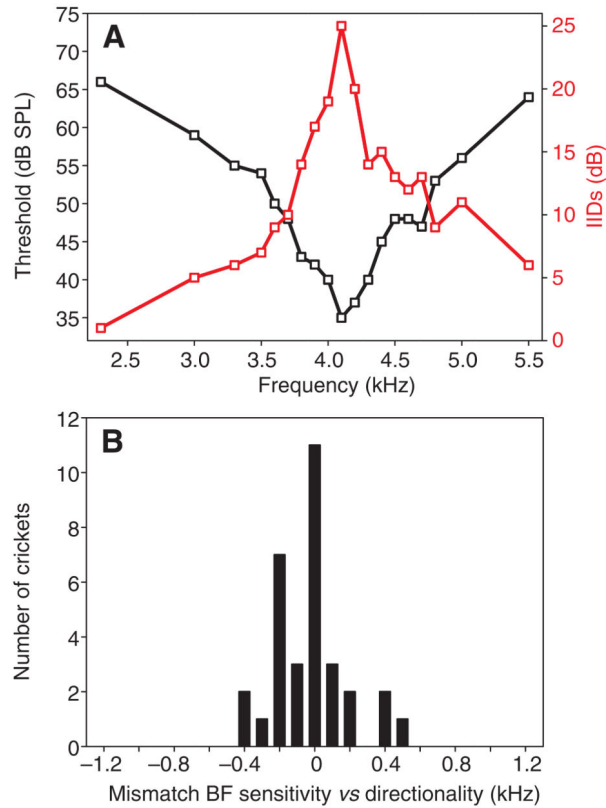 A
Threshold (dB SPL)
75
70
65
60
55
50
45
40
35
IIDs (dB)
25
20
15
10
5
0
2.5 3.0 3.5 4.0 4.5 5.0 5.5
Frequency (kHz)
B
Number of crickets
12
10
8
6
4
2
0
−1.2 −0.8 −0.4 0 0.4 0.8 1.2
Mismatch BF sensitivity vs directionality (kHz)